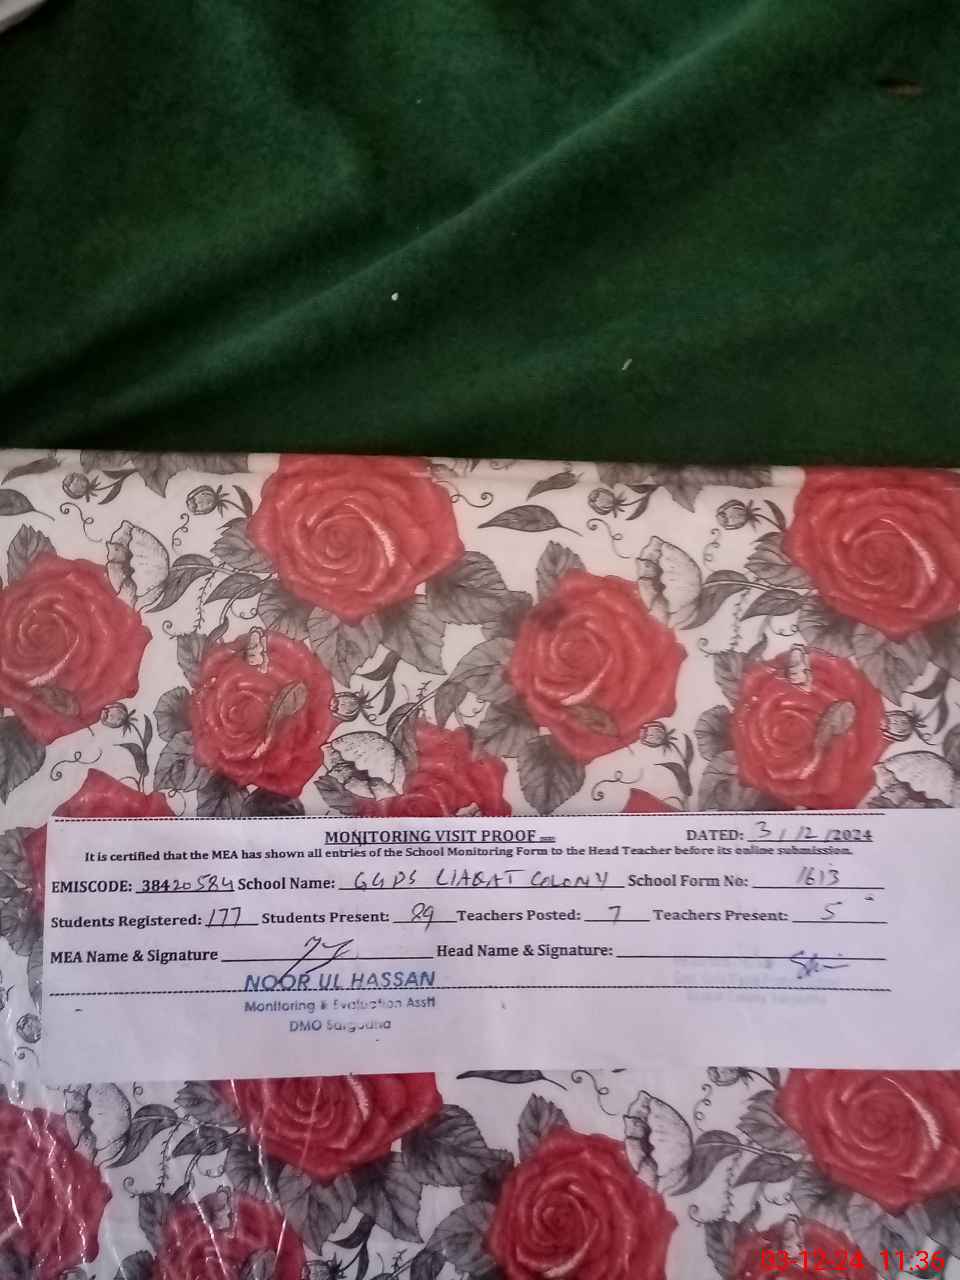 MONITORING VISIT PROOF DATED: 3/12/2024
It is certified that the MEA has shown all entries of the School Monitoring Form to the Head Teacher before its online submission.
EMISCODE: 38420584 School Name: GGPS LIAQAT COLONY School Form No: 1613
Students Registered: 177 Students Present: 89 Teachers Posted: 7 Teachers Present: 5
MEA Name & Signature Head Name & Signature:
NOOR UL HASSAN
Monitoring & Evaluation Asstt
DMO Sargodha
03-12-24 11:36